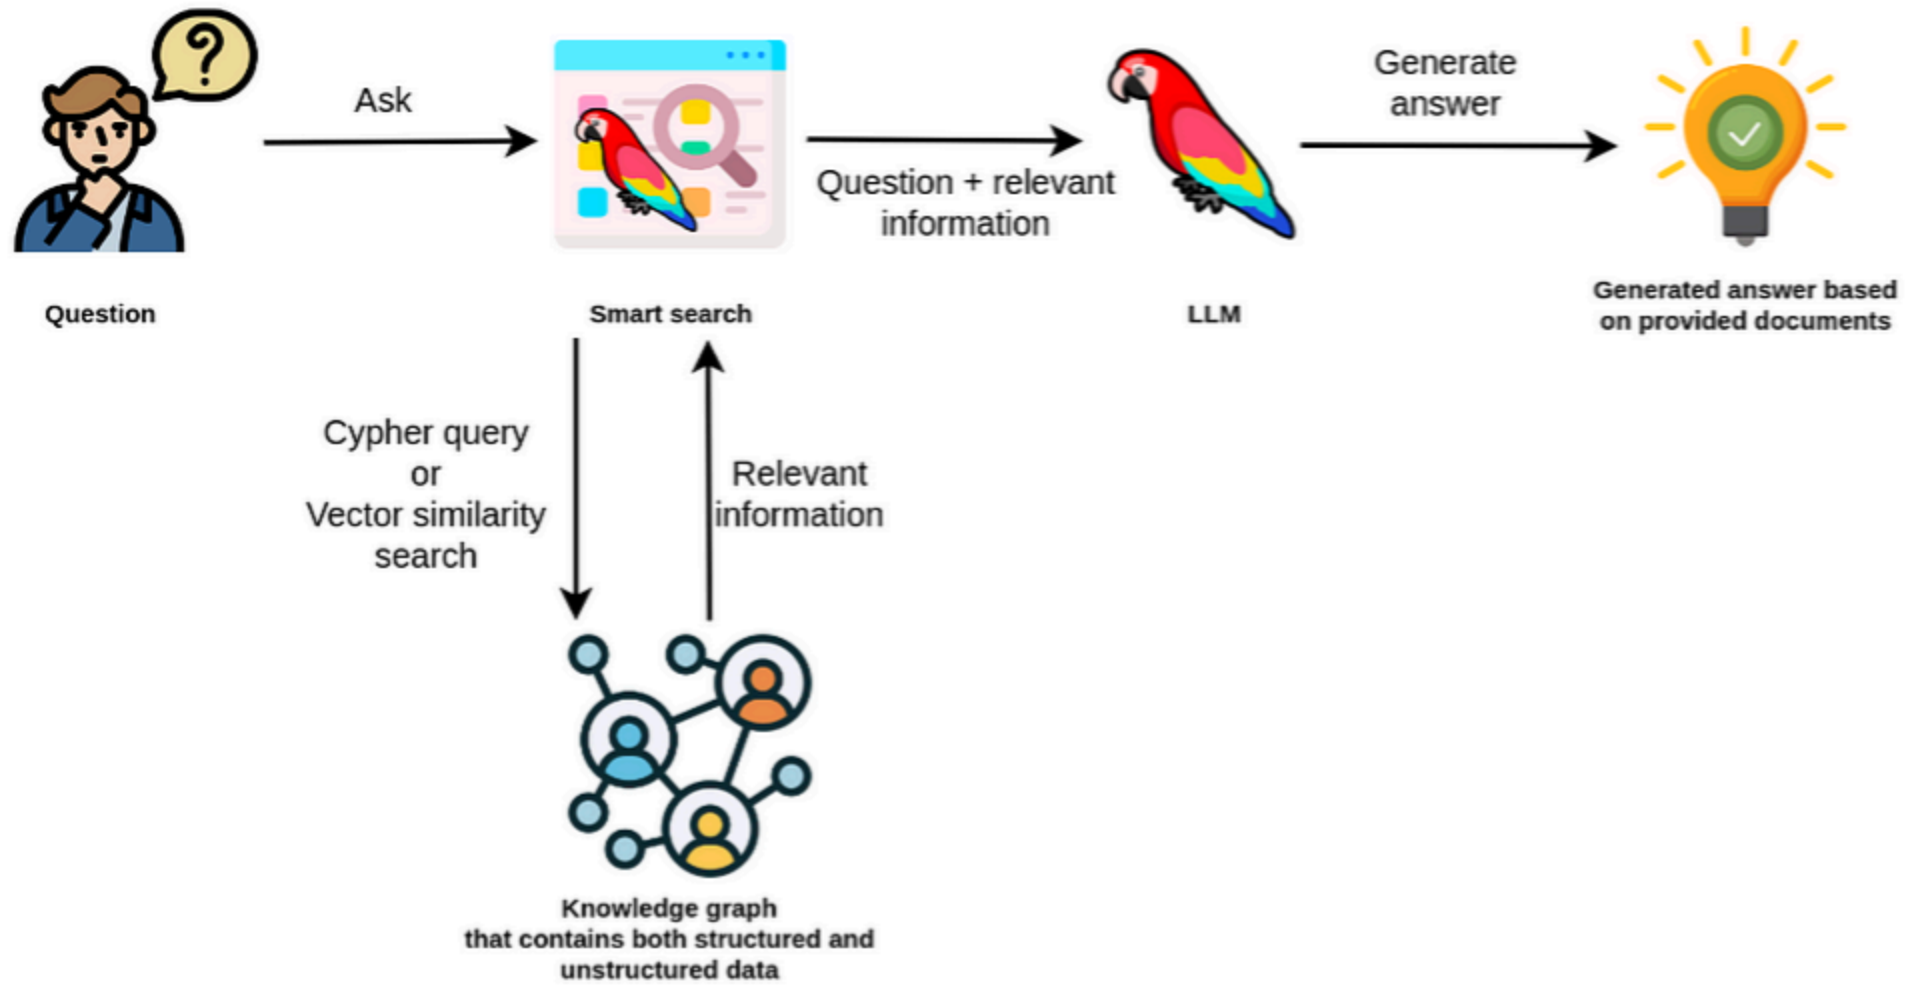 ?
Ask
Generate
answer
Question + relevant
information
Question
Smart search
LLM
Generated answer based
on provided documents
Cypher query
or
Vector similarity
search
Relevant
information
Knowledge graph
that contains both structured and
unstructured data